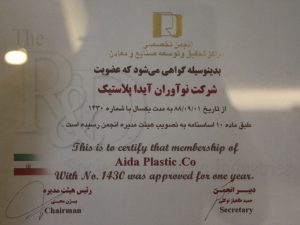 The
R&
انجمن تخصصی
مراکز تحقیق و توسعه صنایع و معادن
بدینوسیله گواهی می‌شود که عضویت
شرکت نوآوران آیدا پلاستیک
از تاریخ ۸۸/۰۹/۰۱ به مدت یکسال با شماره ۱۴۳۰
طبق ماده ۱۰ اساسنامه به تصویب هیئت مدیره انجمن رسیده است.
This is to certify that membership of
Aida Plastic.Co
With No. 1430 was approved for one year.
رئیس هیئت مدیره
دبیر انجمن
Chairman
Secretary